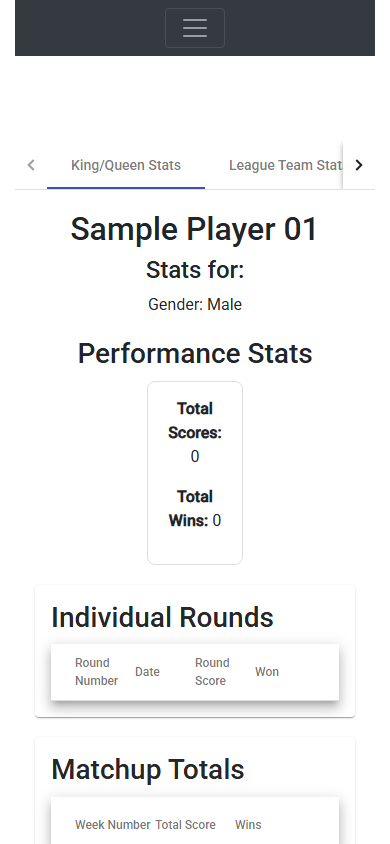 King/Queen Stats League Team Stat
Sample Player 01
Stats for:
Gender: Male
Performance Stats
Total
Scores:
0
Total
Wins: 0
Individual Rounds
Round Number Date Round Score Won
Matchup Totals
Week Number Total Score Wins